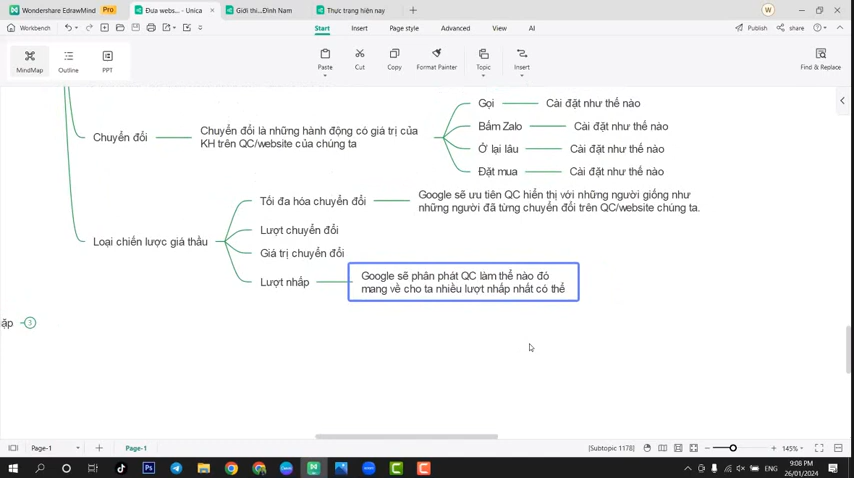 Wondershare EdrawMind Pro
Đưa webs... - Unica
Giới thi...Đình Nam
Thực trạng hiện nay
W
Workbench
Start
Insert
Page style
Advanced
View
AI
Publish
share
MindMap
Outline
PPT
Paste
Cut
Copy
Format Painter
Topic
Insert
Find & Replace
Chuyển đổi
Chuyển đổi là những hành động có giá trị của
KH trên QC/website của chúng ta
Gọi
Cài đặt như thế nào
Bấm Zalo
Cài đặt như thế nào
Ở lại lâu
Cài đặt như thế nào
Đặt mua
Cài đặt như thế nào
Loại chiến lược giá thầu
Tối đa hóa chuyển đổi
Google sẽ ưu tiên QC hiển thị với những người giống như
những người đã từng chuyển đổi trên QC/website chúng ta.
Lượt chuyển đổi
Giá trị chuyển đổi
Lượt nhấp
Google sẽ phân phát QC làm thế nào đó
mang về cho ta nhiều lượt nhấp nhất có thể
ặp
3
Page-1
Page-1
[Subtopic 1178]
145%
ENG
9:08 PM
26/01/2024